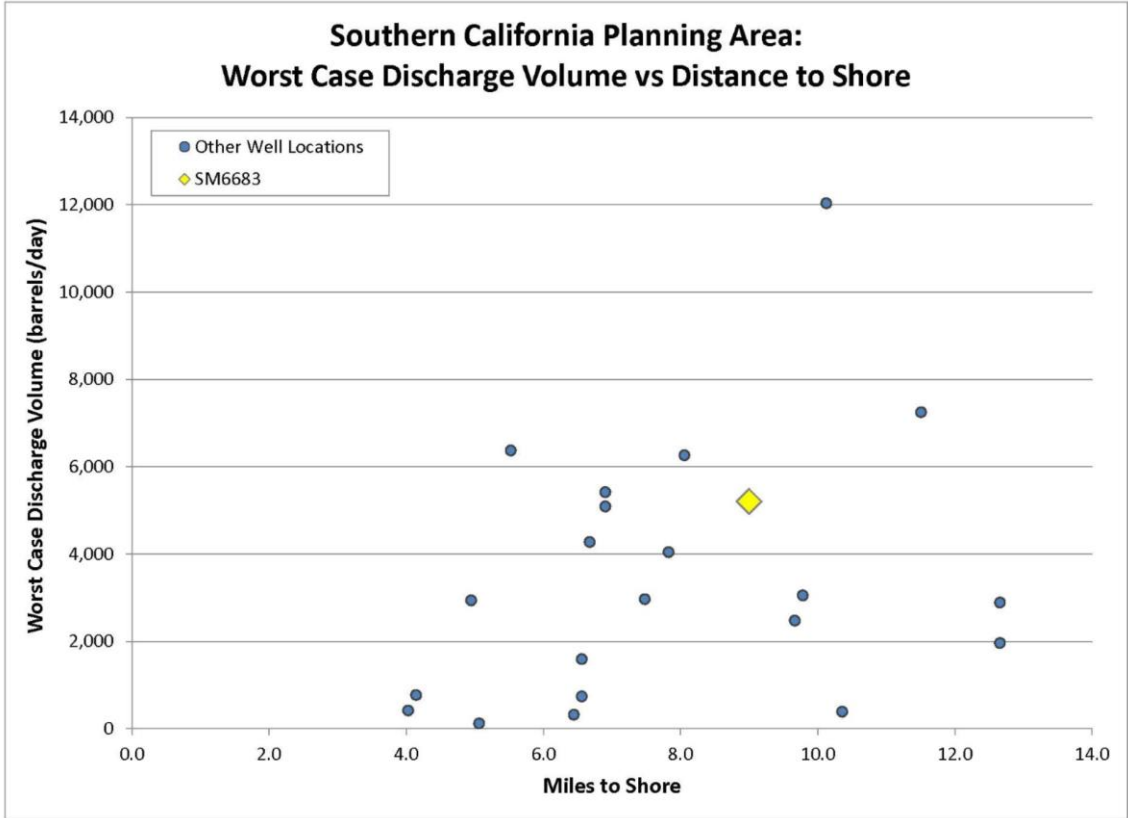 Southern California Planning Area:
Worst Case Discharge Volume vs Distance to Shore
14,000
Other Well Locations
SM6683
12,000
10,000
8,000
6,000
4,000
2,000
0
Worst Case Discharge Volume (barrels/day)
0.0 2.0 4.0 6.0 8.0 10.0 12.0 14.0
Miles to Shore